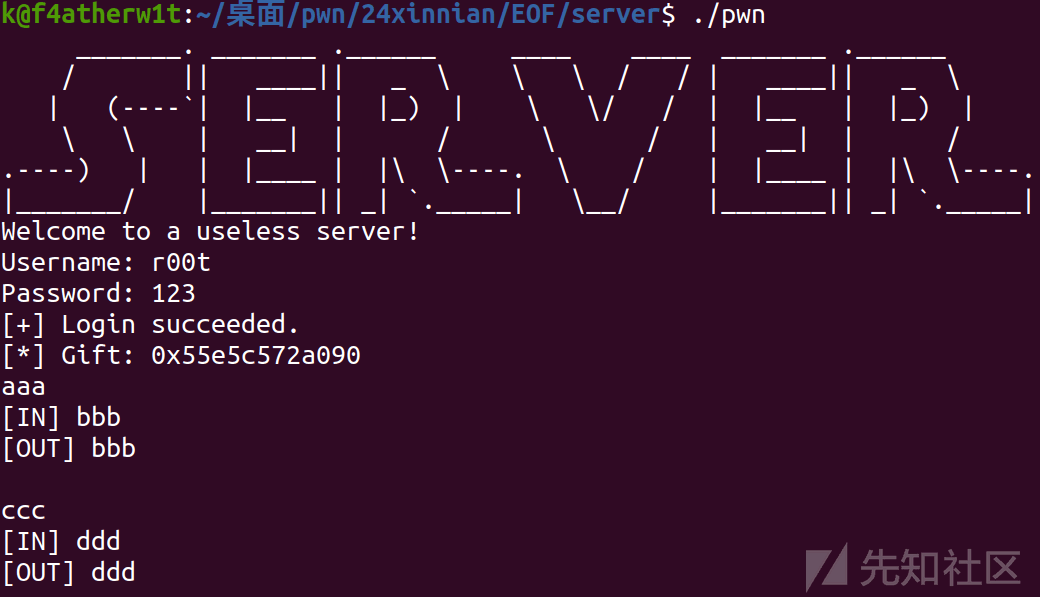 k@f4atherw1t:~/桌面/pwn/24xinnian/EOF/server$ ./pwn
     _______. _______ .______     ____    ____  _______ .______
    /       ||   ____||   _  \    \   \  /   / |   ____||   _  \
   |   (----`|  |__   |  |_)  |    \   \/   /  |  |__   |  |_)  |
    \   \    |   __|  |      /      \      /   |   __|  |      /
.----)   |   |  |____ |  |\  \----.  \    /    |  |____ |  |\  \----.
|_______/    |_______|| _| `._____|   \__/     |_______|| _| `._____|
Welcome to a useless server!
Username: r00t
Password: 123
[+] Login succeeded.
[*] Gift: 0x55e5c572a090
aaa
[IN] bbb
[OUT] bbb
ccc
[IN] ddd
[OUT] ddd
先知社区